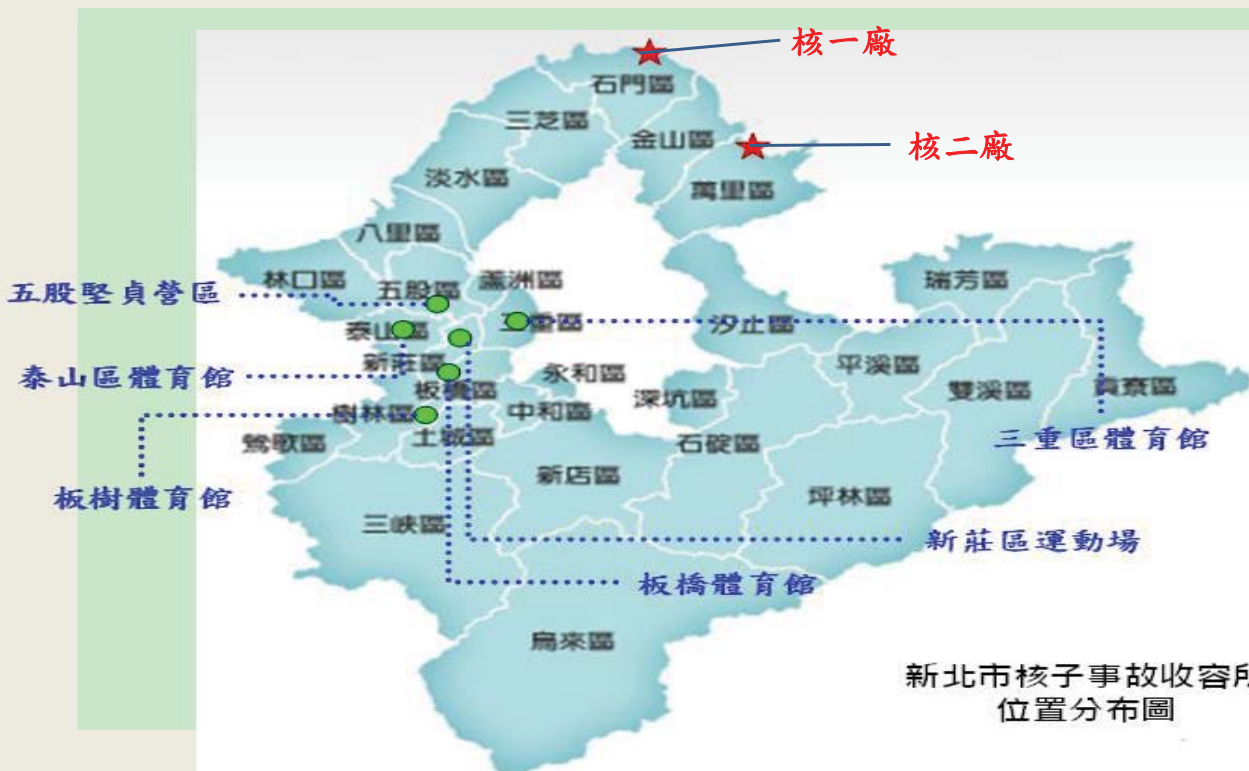 核一廠
石門區
三芝區
金山區
核二廠
淡水區
萬里區
八里區
林口區
五股區
蘆洲區
瑞芳區
五股堅貞營區
泰山區
三重區
汐止區
新莊區
永和區
平溪區
泰山區體育館
板橋區
深坑區
雙溪區
貢寮區
樹林區
中和區
鶯歌區
土城區
石碇區
三重區體育館
新店區
板樹體育館
坪林區
三峽區
新莊區運動場
板橋體育館
烏來區
新北市核子事故收容所
位置分布圖